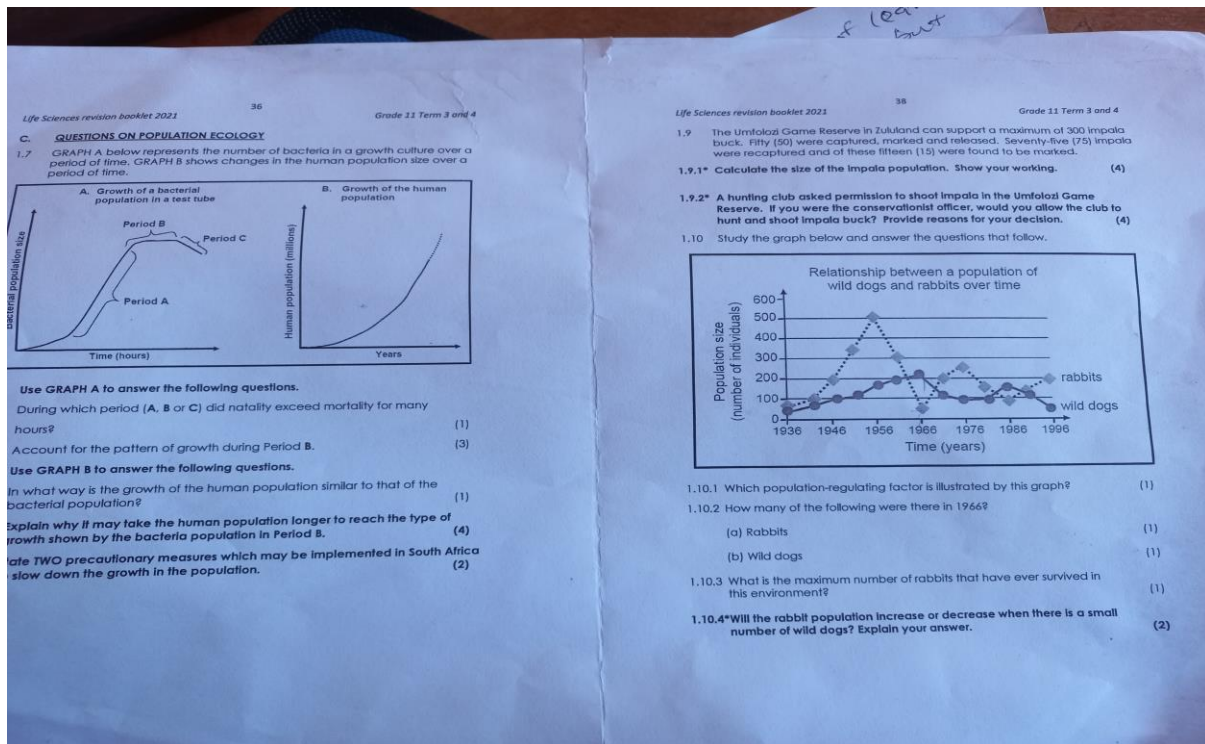 f lea
but
36
Life Sciences revision booklet 2021
Grade 11 Term 3 and 4
C. QUESTIONS ON POPULATION ECOLOGY
1.7 GRAPH A below represents the number of bacteria in a growth culture over a
period of time. GRAPH B shows changes in the human population size over a
period of time.
A. Growth of a bacterial
population in a test tube
Period B
Period C
Period A
Bacterial population size
Time (hours)
B. Growth of the human
population
Human population (millions)
Years
Use GRAPH A to answer the following questions.
During which period (A, B or C) did natality exceed mortality for many
hours? (1)
Account for the pattern of growth during Period B. (3)
Use GRAPH B to answer the following questions.
In what way is the growth of the human population similar to that of the
bacterial population? (1)
Explain why it may take the human population longer to reach the type of
growth shown by the bacteria population in Period B. (4)
ate TWO precautionary measures which may be implemented in South Africa
slow down the growth in the population. (2)
38
Life Sciences revision booklet 2021
Grade 11 Term 3 and 4
1.9 The Umfolozi Game Reserve in Zululand can support a maximum of 300 impala
buck. Fifty (50) were captured, marked and released. Seventy-five (75) impala
were recaptured and of these fifteen (15) were found to be marked.
1.9.1* Calculate the size of the impala population. Show your working. (4)
1.9.2* A hunting club asked permission to shoot impala in the Umfolozi Game
Reserve. If you were the conservationist officer, would you allow the club to
hunt and shoot impala buck? Provide reasons for your decision. (4)
1.10 Study the graph below and answer the questions that follow.
Relationship between a population of
wild dogs and rabbits over time
Population size
(number of individuals)
600
500
400
300
200
100
0
rabbits
wild dogs
1936 1946 1956 1966 1976 1986 1996
Time (years)
1.10.1 Which population-regulating factor is illustrated by this graph? (1)
1.10.2 How many of the following were there in 1966?
(a) Rabbits (1)
(b) Wild dogs (1)
1.10.3 What is the maximum number of rabbits that have ever survived in
this environment? (1)
1.10.4*Will the rabbit population increase or decrease when there is a small
number of wild dogs? Explain your answer. (2)